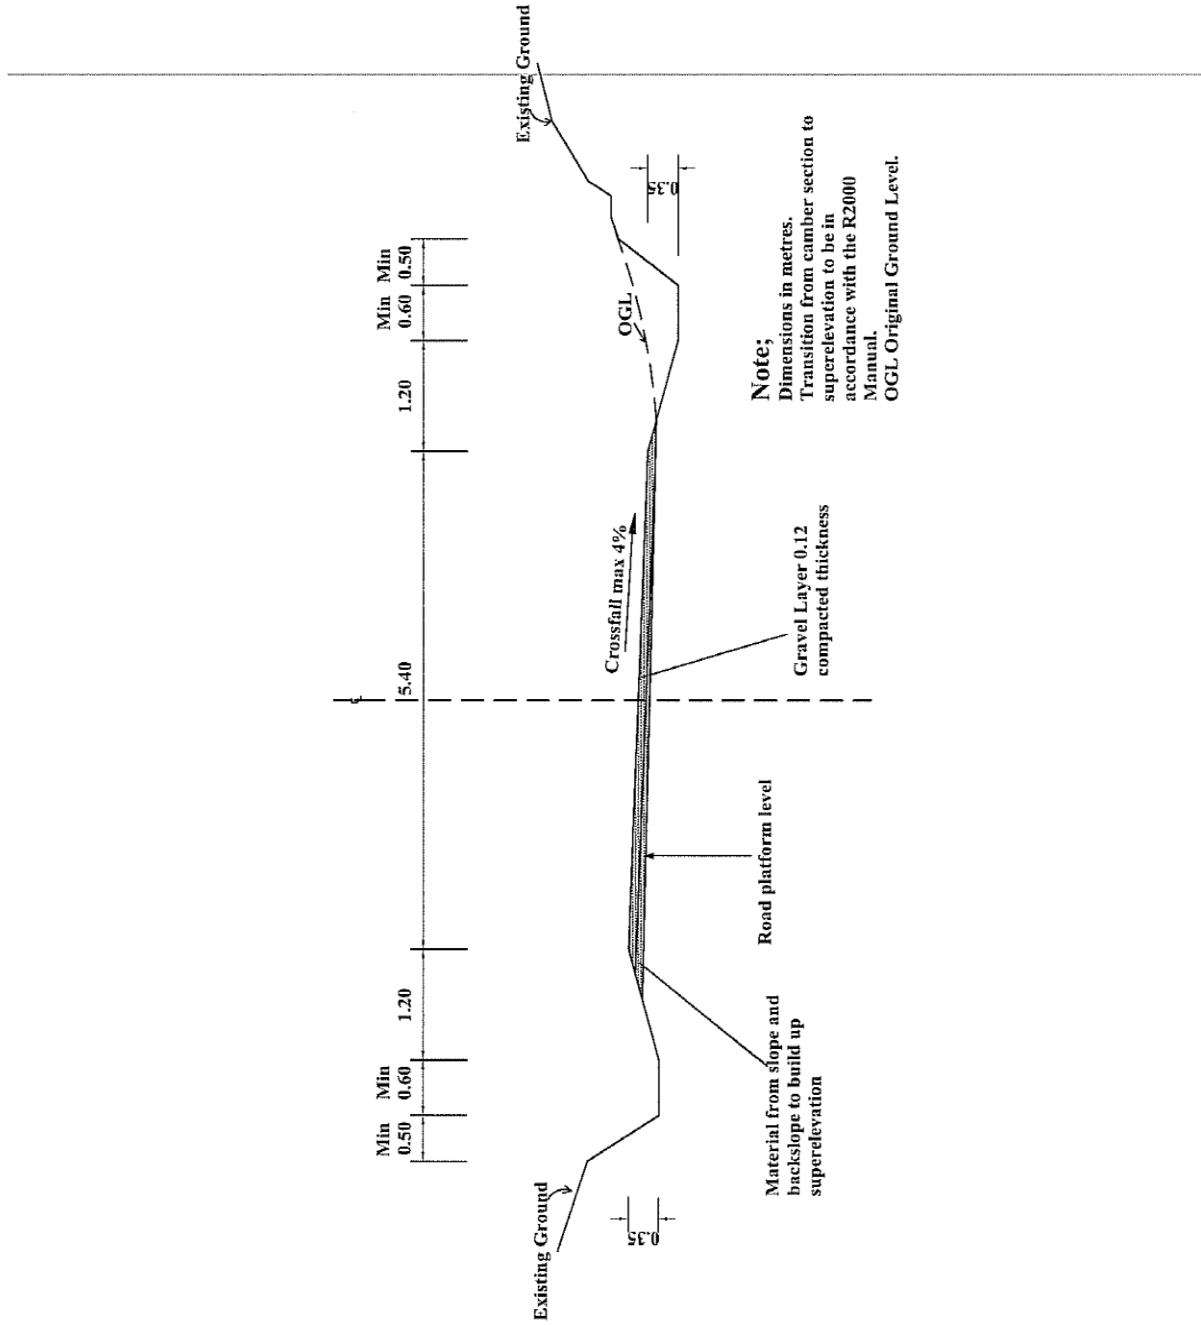 Min
0.50
Min
0.60
1.20
5.40
1.20
Min
0.60
Min
0.50
Existing Ground
Existing Ground
OGL
Crossfall max 4%
0.35
0.35
Road platform level
Gravel Layer 0.12
compacted thickness
Material from slope and
backslope to build up
superelevation
Note;
Dimensions in metres.
Transition from camber section to
superelevation to be in
accordance with the R2000
Manual.
OGL Original Ground Level.